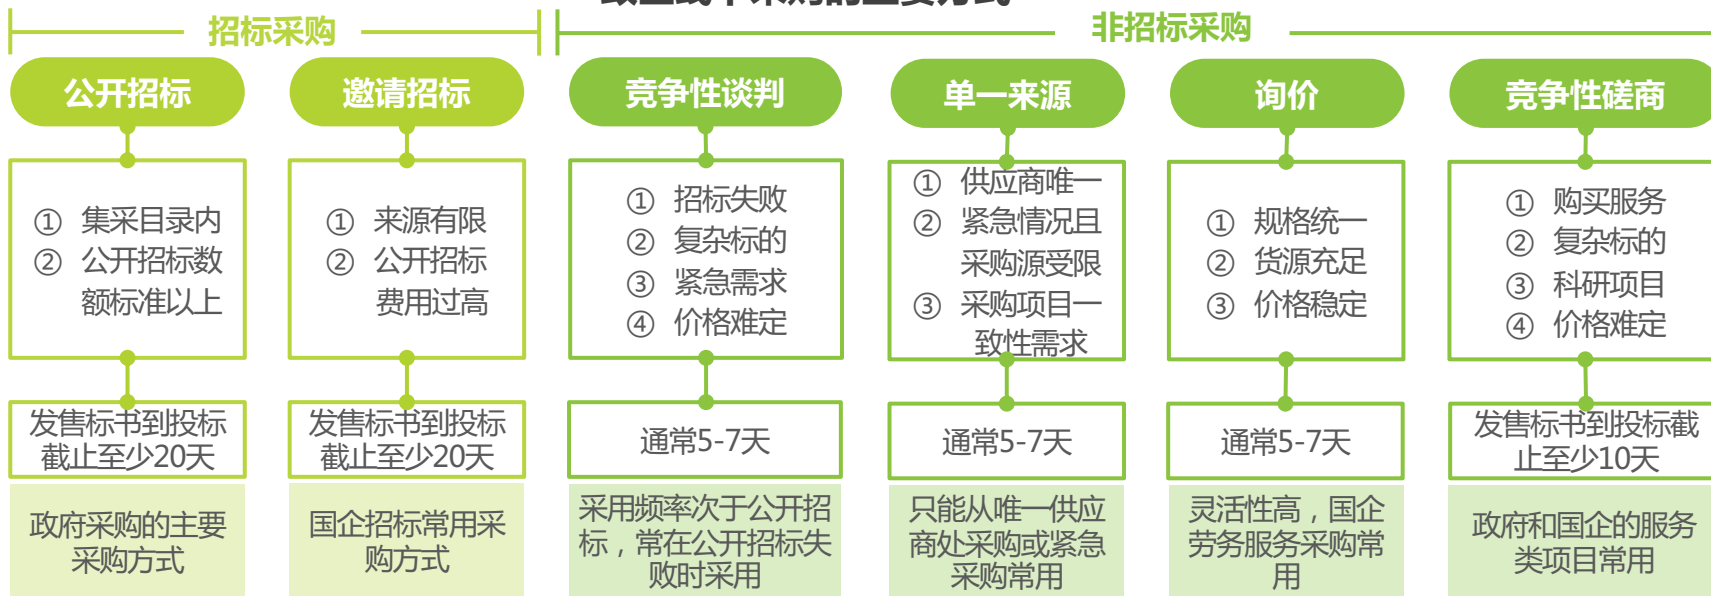 招标采购
非招标采购
公开招标
邀请招标
竞争性谈判
单一来源
询价
竞争性磋商
① 集采目录内
② 公开招标数
额标准以上
① 来源有限
② 公开招标
费用过高
① 招标失败
② 复杂标的
③ 紧急需求
④ 价格难定
① 供应商唯一
② 紧急情况且
采购源受限
③ 采购项目一
致性需求
① 规格统一
② 货源充足
③ 价格稳定
① 购买服务
② 复杂标的
③ 科研项目
④ 价格难定
发售标书到投标
截止至少20天
发售标书到投标
截止至少20天
通常5-7天
通常5-7天
通常5-7天
发售标书到投标截
止至少10天
政府采购的主要
采购方式
国企招标常用采
购方式
采用频率次于公开招
标，常在公开招标失
败时采用
只能从唯一供应
商处采购或紧急
采购常用
灵活性高，国企
劳务服务采购常
用
政府和国企的服务
类项目常用